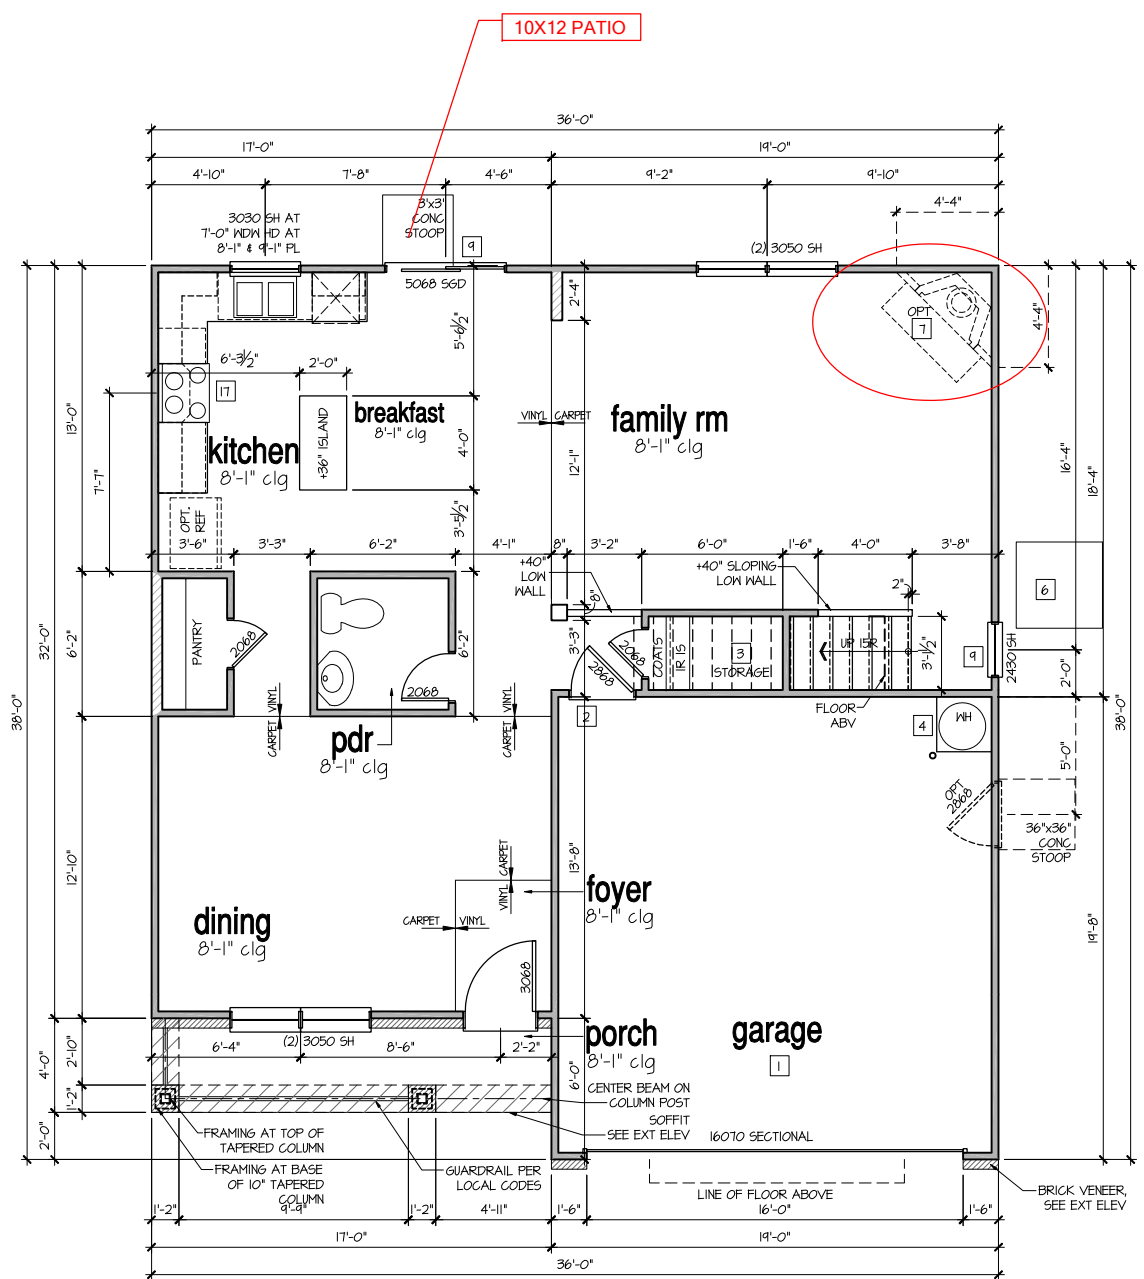 10X12 PATIO
36'-0"
17'-0"
19'-0"
4'-10"
7'-8"
4'-6"
9'-2"
9'-10"
4'-4"
3030 SH AT
7'-0" WDW HD AT
8'-1" & 9'-1" PL
3'x3'
CONC
STOOP
9
(2) 3050 SH
5068 SGD
2'-4"
OPT
7
4'-4"
5'-6 1/2"
6'-3 1/2"
2'-0"
17
+36" ISLAND
breakfast
8'-1" clg
VINYL
CARPET
family rm
8'-1" clg
kitchen
8'-1" clg
4'-0"
12'-1"
13'-0"
7'-7"
16'-4"
18'-4"
OPT.
REF
3'-5 1/2"
3'-6"
3'-3"
6'-2"
4'-1"
8"
3'-2"
6'-0"
1'-6"
4'-0"
3'-8"
+40"
LOW
WALL
+40" SLOPING
LOW WALL
2"
8"
6
32'-0"
38'-0"
6'-2"
PANTRY
2068
2068
6'-2"
3'-3"
2068
2868
COATS
1R 15
3
STORAGE
UP 15R
3'-1 1/2"
9
2430 SH
2'-0"
38'-0"
2
FLOOR
ABV
4
WH
CARPET
VINYL
CARPET
VINYL
pdr
8'-1" clg
5'-0"
OPT
2868
36"x36"
CONC
STOOP
12'-10"
13'-8"
CARPET
VINYL
foyer
8'-1" clg
dining
8'-1" clg
CARPET
VINYL
3068
19'-8"
(2) 3050 SH
porch
8'-1" clg
garage
1
6'-4"
8'-6"
2'-2"
4'-0"
2'-10"
1'-2"
2'-0"
6'-0"
CENTER BEAM ON
COLUMN POST
SOFFIT
SEE EXT ELEV
16070 SECTIONAL
FRAMING AT TOP OF
TAPERED COLUMN
FRAMING AT BASE
OF 10" TAPERED
COLUMN
GUARDRAIL PER
LOCAL CODES
LINE OF FLOOR ABOVE
BRICK VENEER,
SEE EXT ELEV
1'-2"
9'-9"
1'-2"
4'-11"
1'-6"
16'-0"
1'-6"
17'-0"
19'-0"
36'-0"